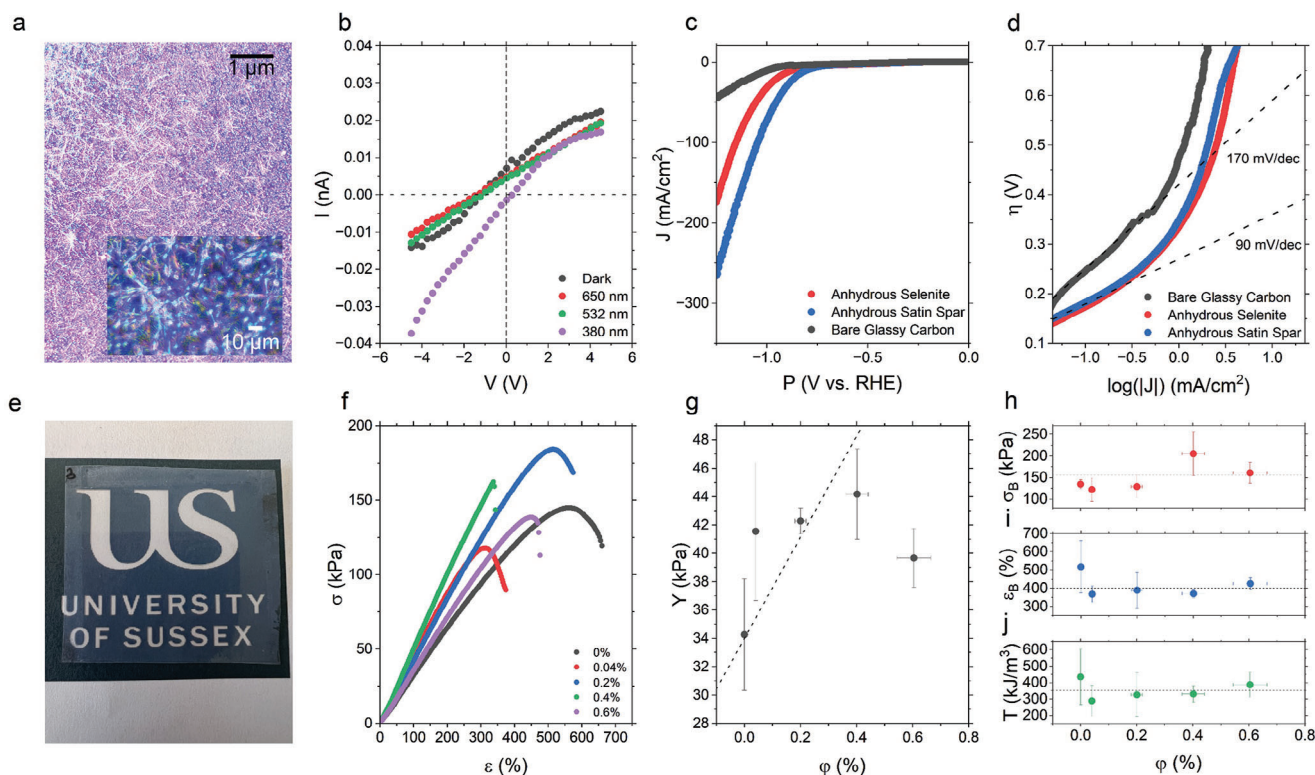 a
1 μm
10 μm
b
0.04
0.03
0.02
0.01
0.00
−0.01
−0.02
−0.03
−0.04
I (nA)
Dark
650 nm
532 nm
380 nm
−6 −4 −2 0 2 4 6
V (V)
c
0
−100
−200
−300
J (mA/cm²)
Anhydrous Selenite
Anhydrous Satin Spar
Bare Glassy Carbon
−1.0 −0.5 0.0
P (V vs. RHE)
d
0.7
0.6
0.5
0.4
0.3
0.2
0.1
η (V)
170 mV/dec
90 mV/dec
Bare Glassy Carbon
Anhydrous Selenite
Anhydrous Satin Spar
−1.0 −0.5 0.0 0.5 1.0
log(|J|) (mA/cm²)
e
US
UNIVERSITY
OF SUSSEX
f
200
150
100
50
0
σ (kPa)
0%
0.04%
0.2%
0.4%
0.6%
0 100 200 300 400 500 600 700 800
ε (%)
g
48
46
44
42
40
38
36
34
32
30
28
Y (kPa)
0.0 0.2 0.4 0.6 0.8
φ (%)
h
250
200
150
100
σB (kPa)
i.
700
600
500
400
300
εB (%)
j.
600
500
400
300
200
T (kJ/m³)
0.0 0.2 0.4 0.6 0.8
φ (%)